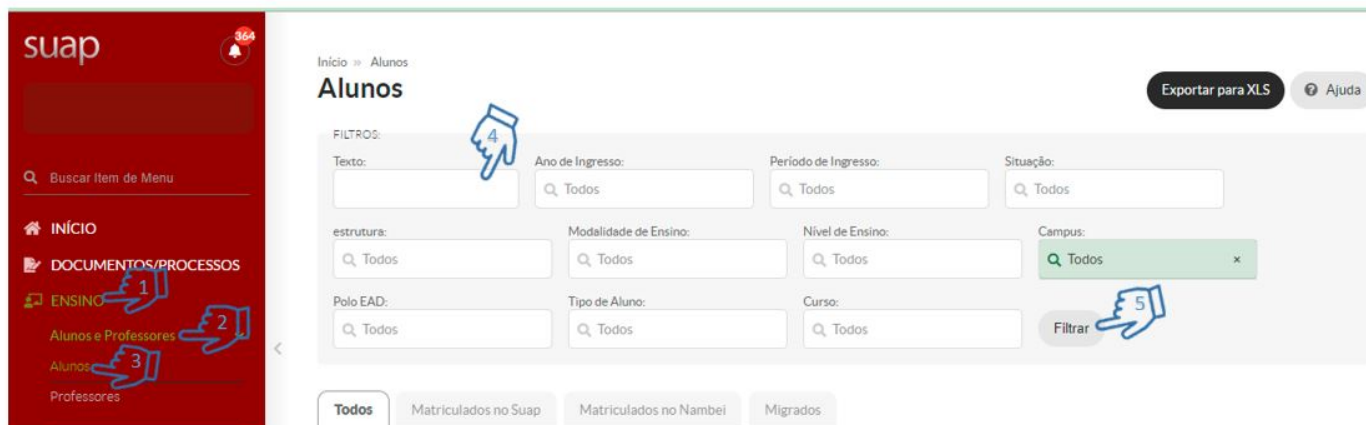 suap
364
Buscar Item de Menu
INÍCIO
DOCUMENTOS/PROCESSOS
ENSINO
1
Alunos e Professores
2
Alunos
3
Professores
Início » Alunos
Alunos
Exportar para XLS
Ajuda
FILTROS:
4
Texto:
Ano de Ingresso:
Todos
Período de Ingresso:
Todos
Situação:
Todos
estrutura:
Todos
Modalidade de Ensino:
Todos
Nível de Ensino:
Todos
Campus:
Todos ×
Polo EAD:
Todos
Tipo de Aluno:
Todos
Curso:
Todos
Filtrar
5
Todos
Matriculados no Suap
Matriculados no Nambei
Migrados